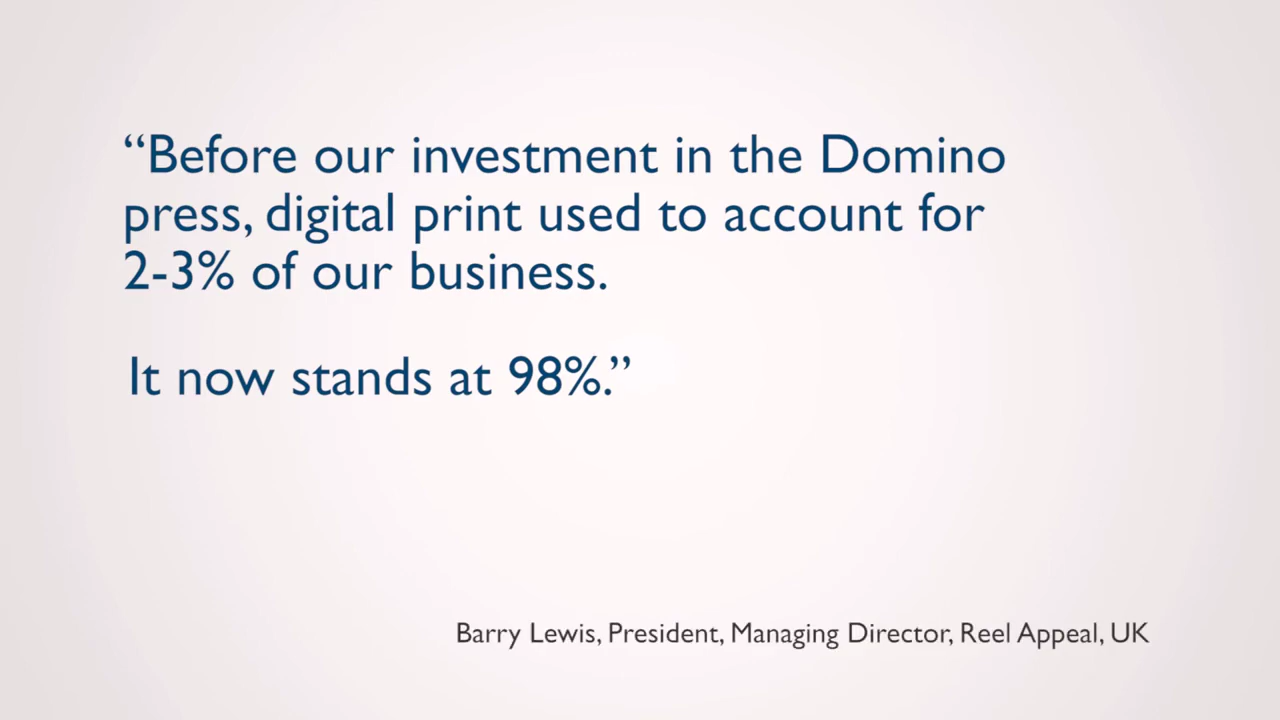 “Before our investment in the Domino
press, digital print used to account for
2-3% of our business.
It now stands at 98%.”
Barry Lewis, President, Managing Director, Reel Appeal, UK